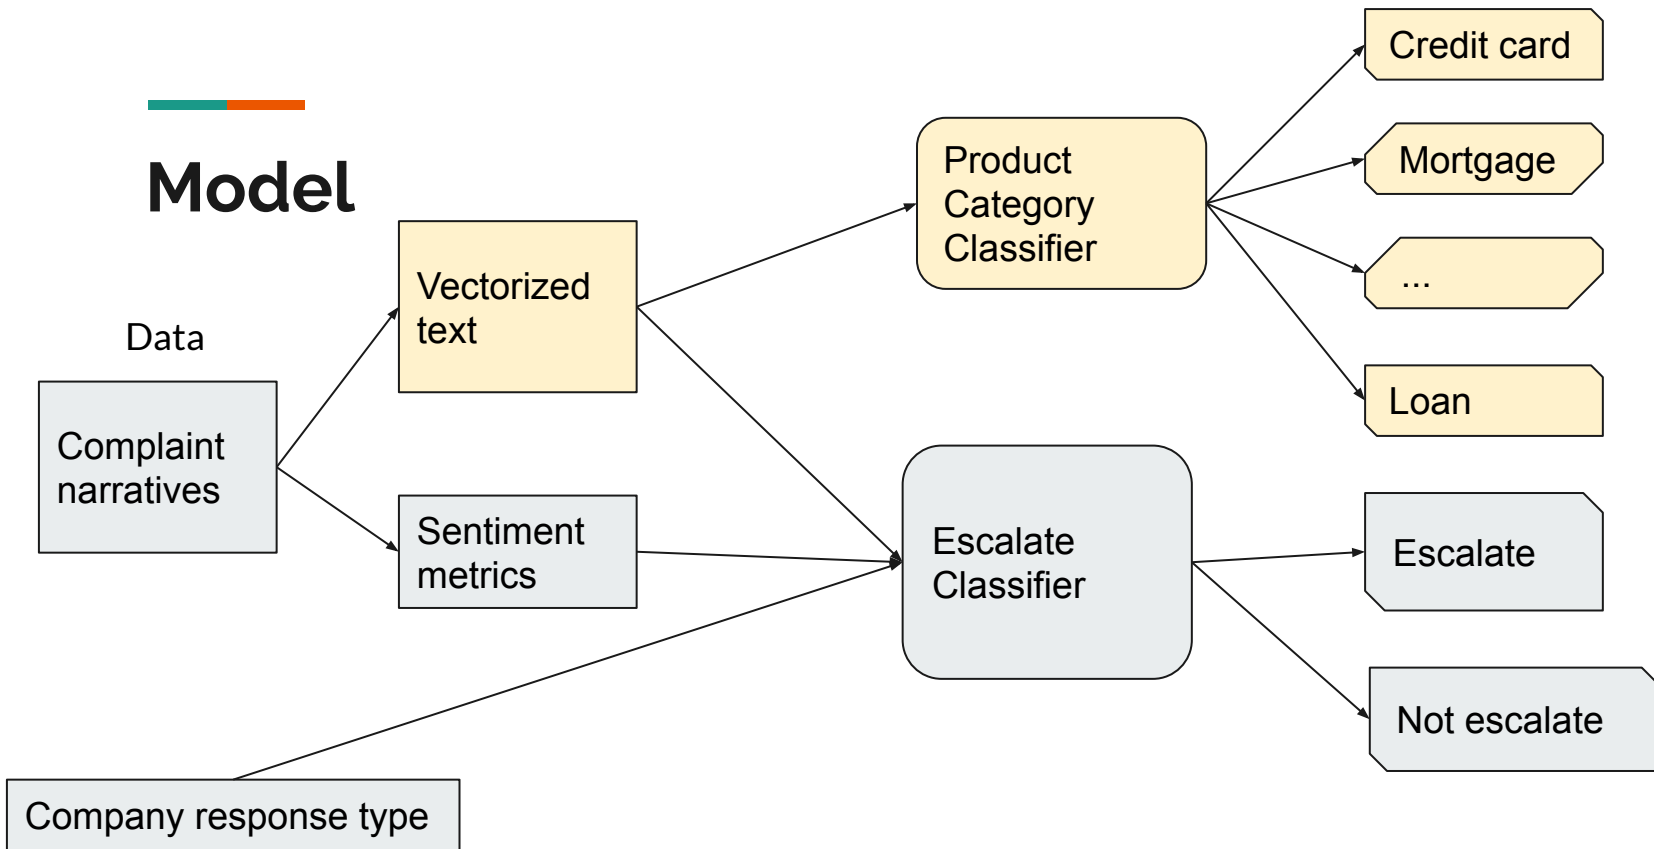 Model
Data
Complaint
narratives
Vectorized
text
Sentiment
metrics
Company response type
Product
Category
Classifier
Escalate
Classifier
Credit card
Mortgage
...
Loan
Escalate
Not escalate